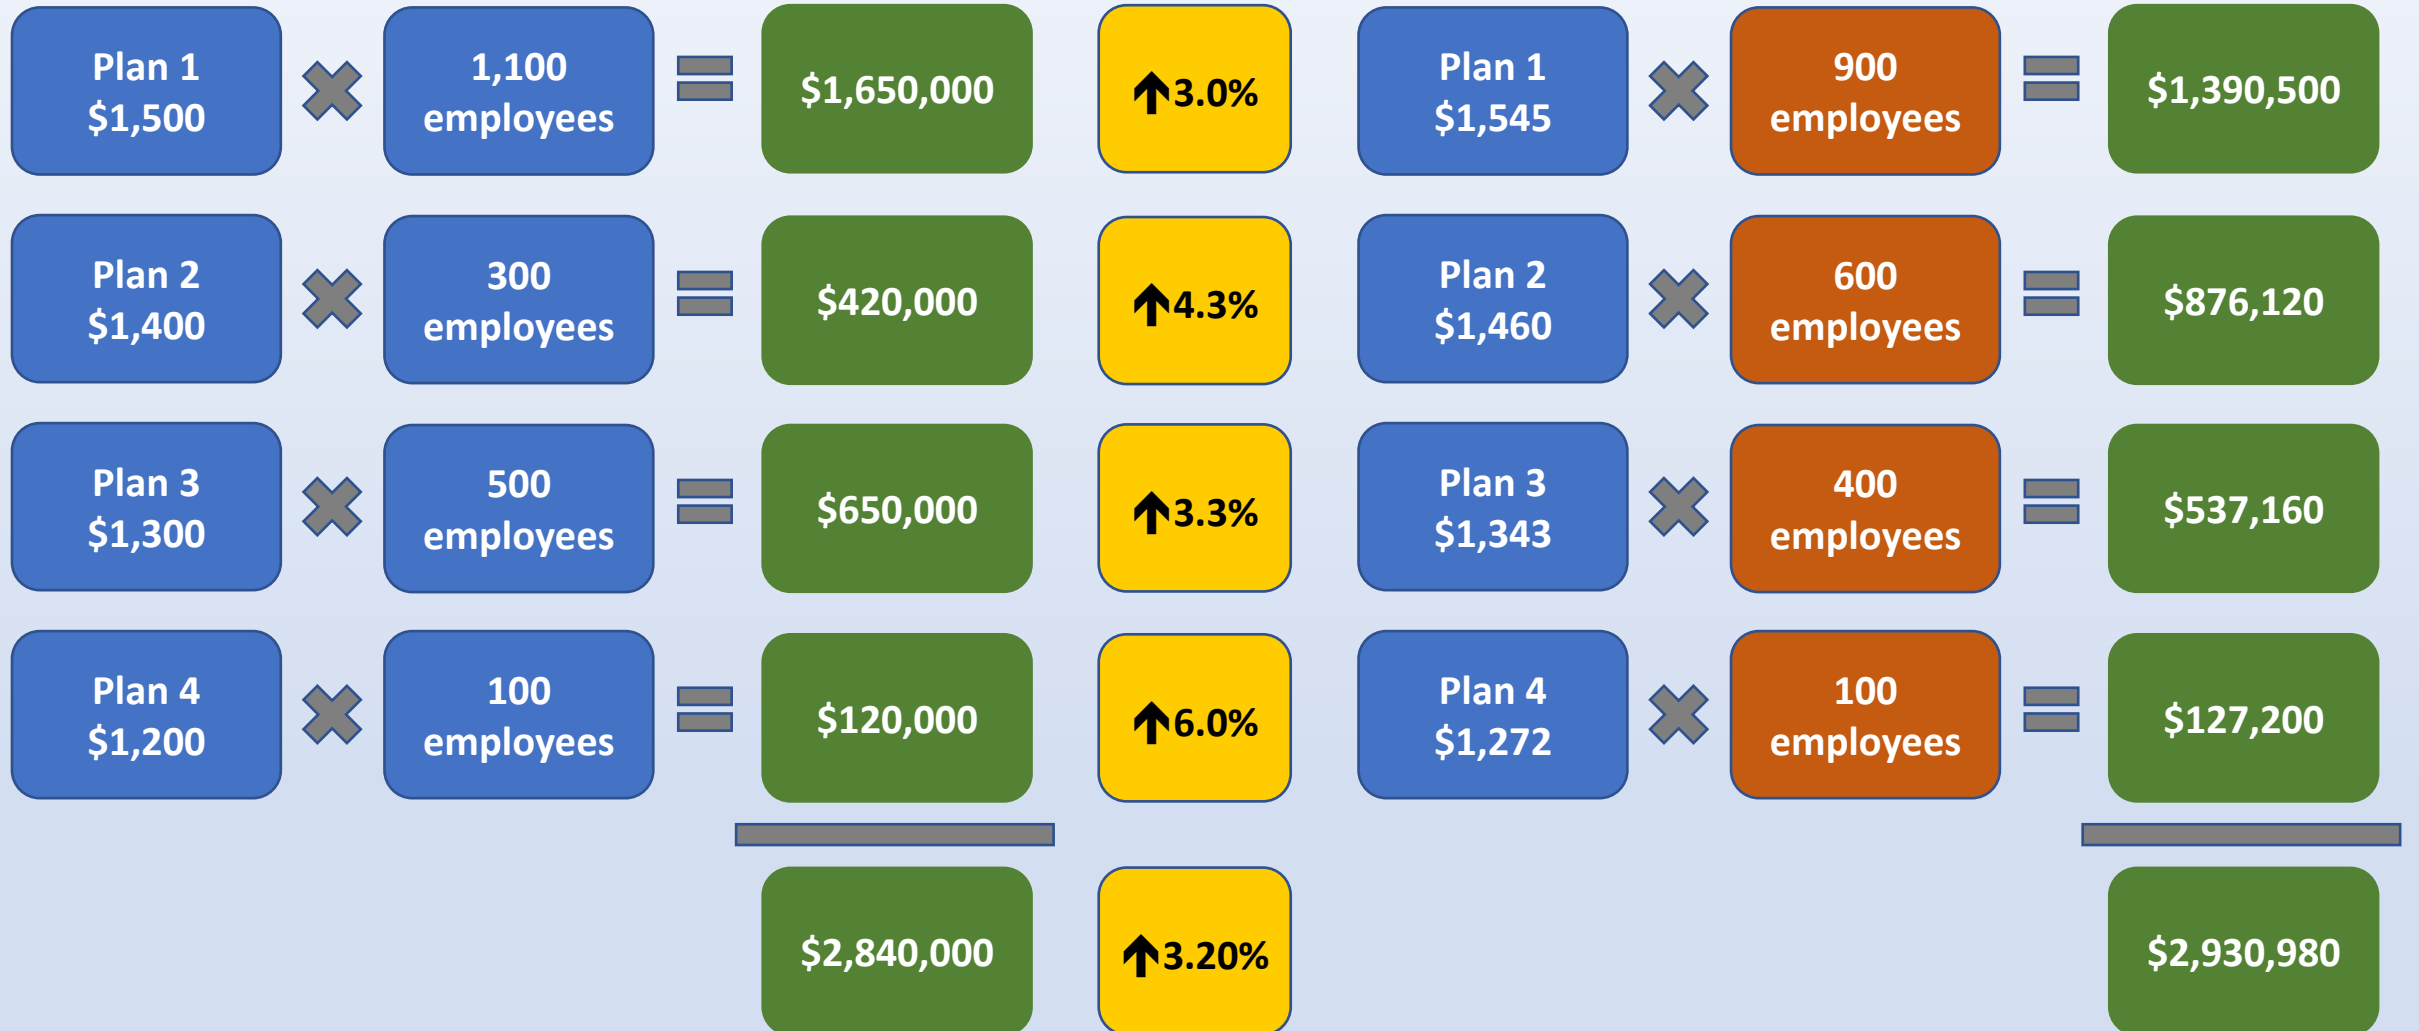 Plan 1
$1,500
1,100
employees
$1,650,000
↑3.0%
Plan 1
$1,545
900
employees
$1,390,500
Plan 2
$1,400
300
employees
$420,000
↑4.3%
Plan 2
$1,460
600
employees
$876,120
Plan 3
$1,300
500
employees
$650,000
↑3.3%
Plan 3
$1,343
400
employees
$537,160
Plan 4
$1,200
100
employees
$120,000
↑6.0%
Plan 4
$1,272
100
employees
$127,200
$2,840,000
↑3.20%
$2,930,980